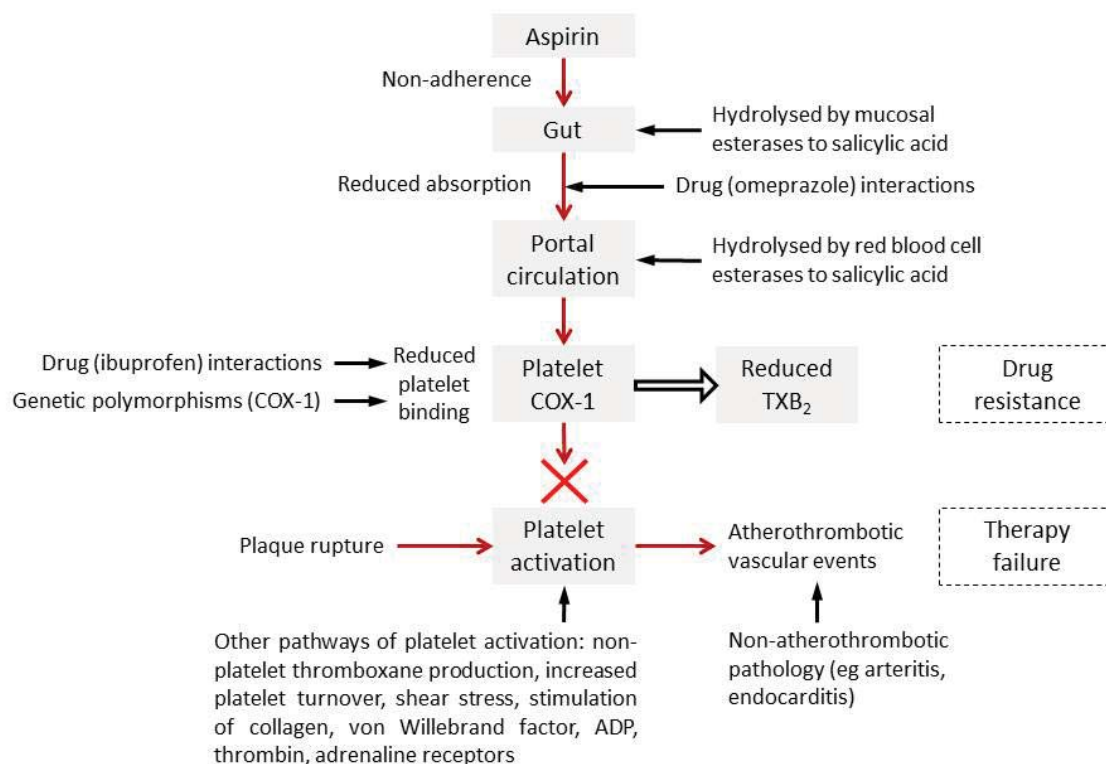 Aspirin
Non-adherence
Gut
Hydrolysed by mucosal
esterases to salicylic acid
Reduced absorption
Drug (omeprazole) interactions
Portal
circulation
Hydrolysed by red blood cell
esterases to salicylic acid
Drug (ibuprofen) interactions
Genetic polymorphisms (COX-1)
Reduced
platelet
binding
Platelet
COX-1
Reduced
TXB₂
Drug
resistance
Plaque rupture
Platelet
activation
Atherothrombotic
vascular events
Therapy
failure
Other pathways of platelet activation: non-
platelet thromboxane production, increased
platelet turnover, shear stress, stimulation
of collagen, von Willebrand factor, ADP,
thrombin, adrenaline receptors
Non-atherothrombotic
pathology (eg arteritis,
endocarditis)